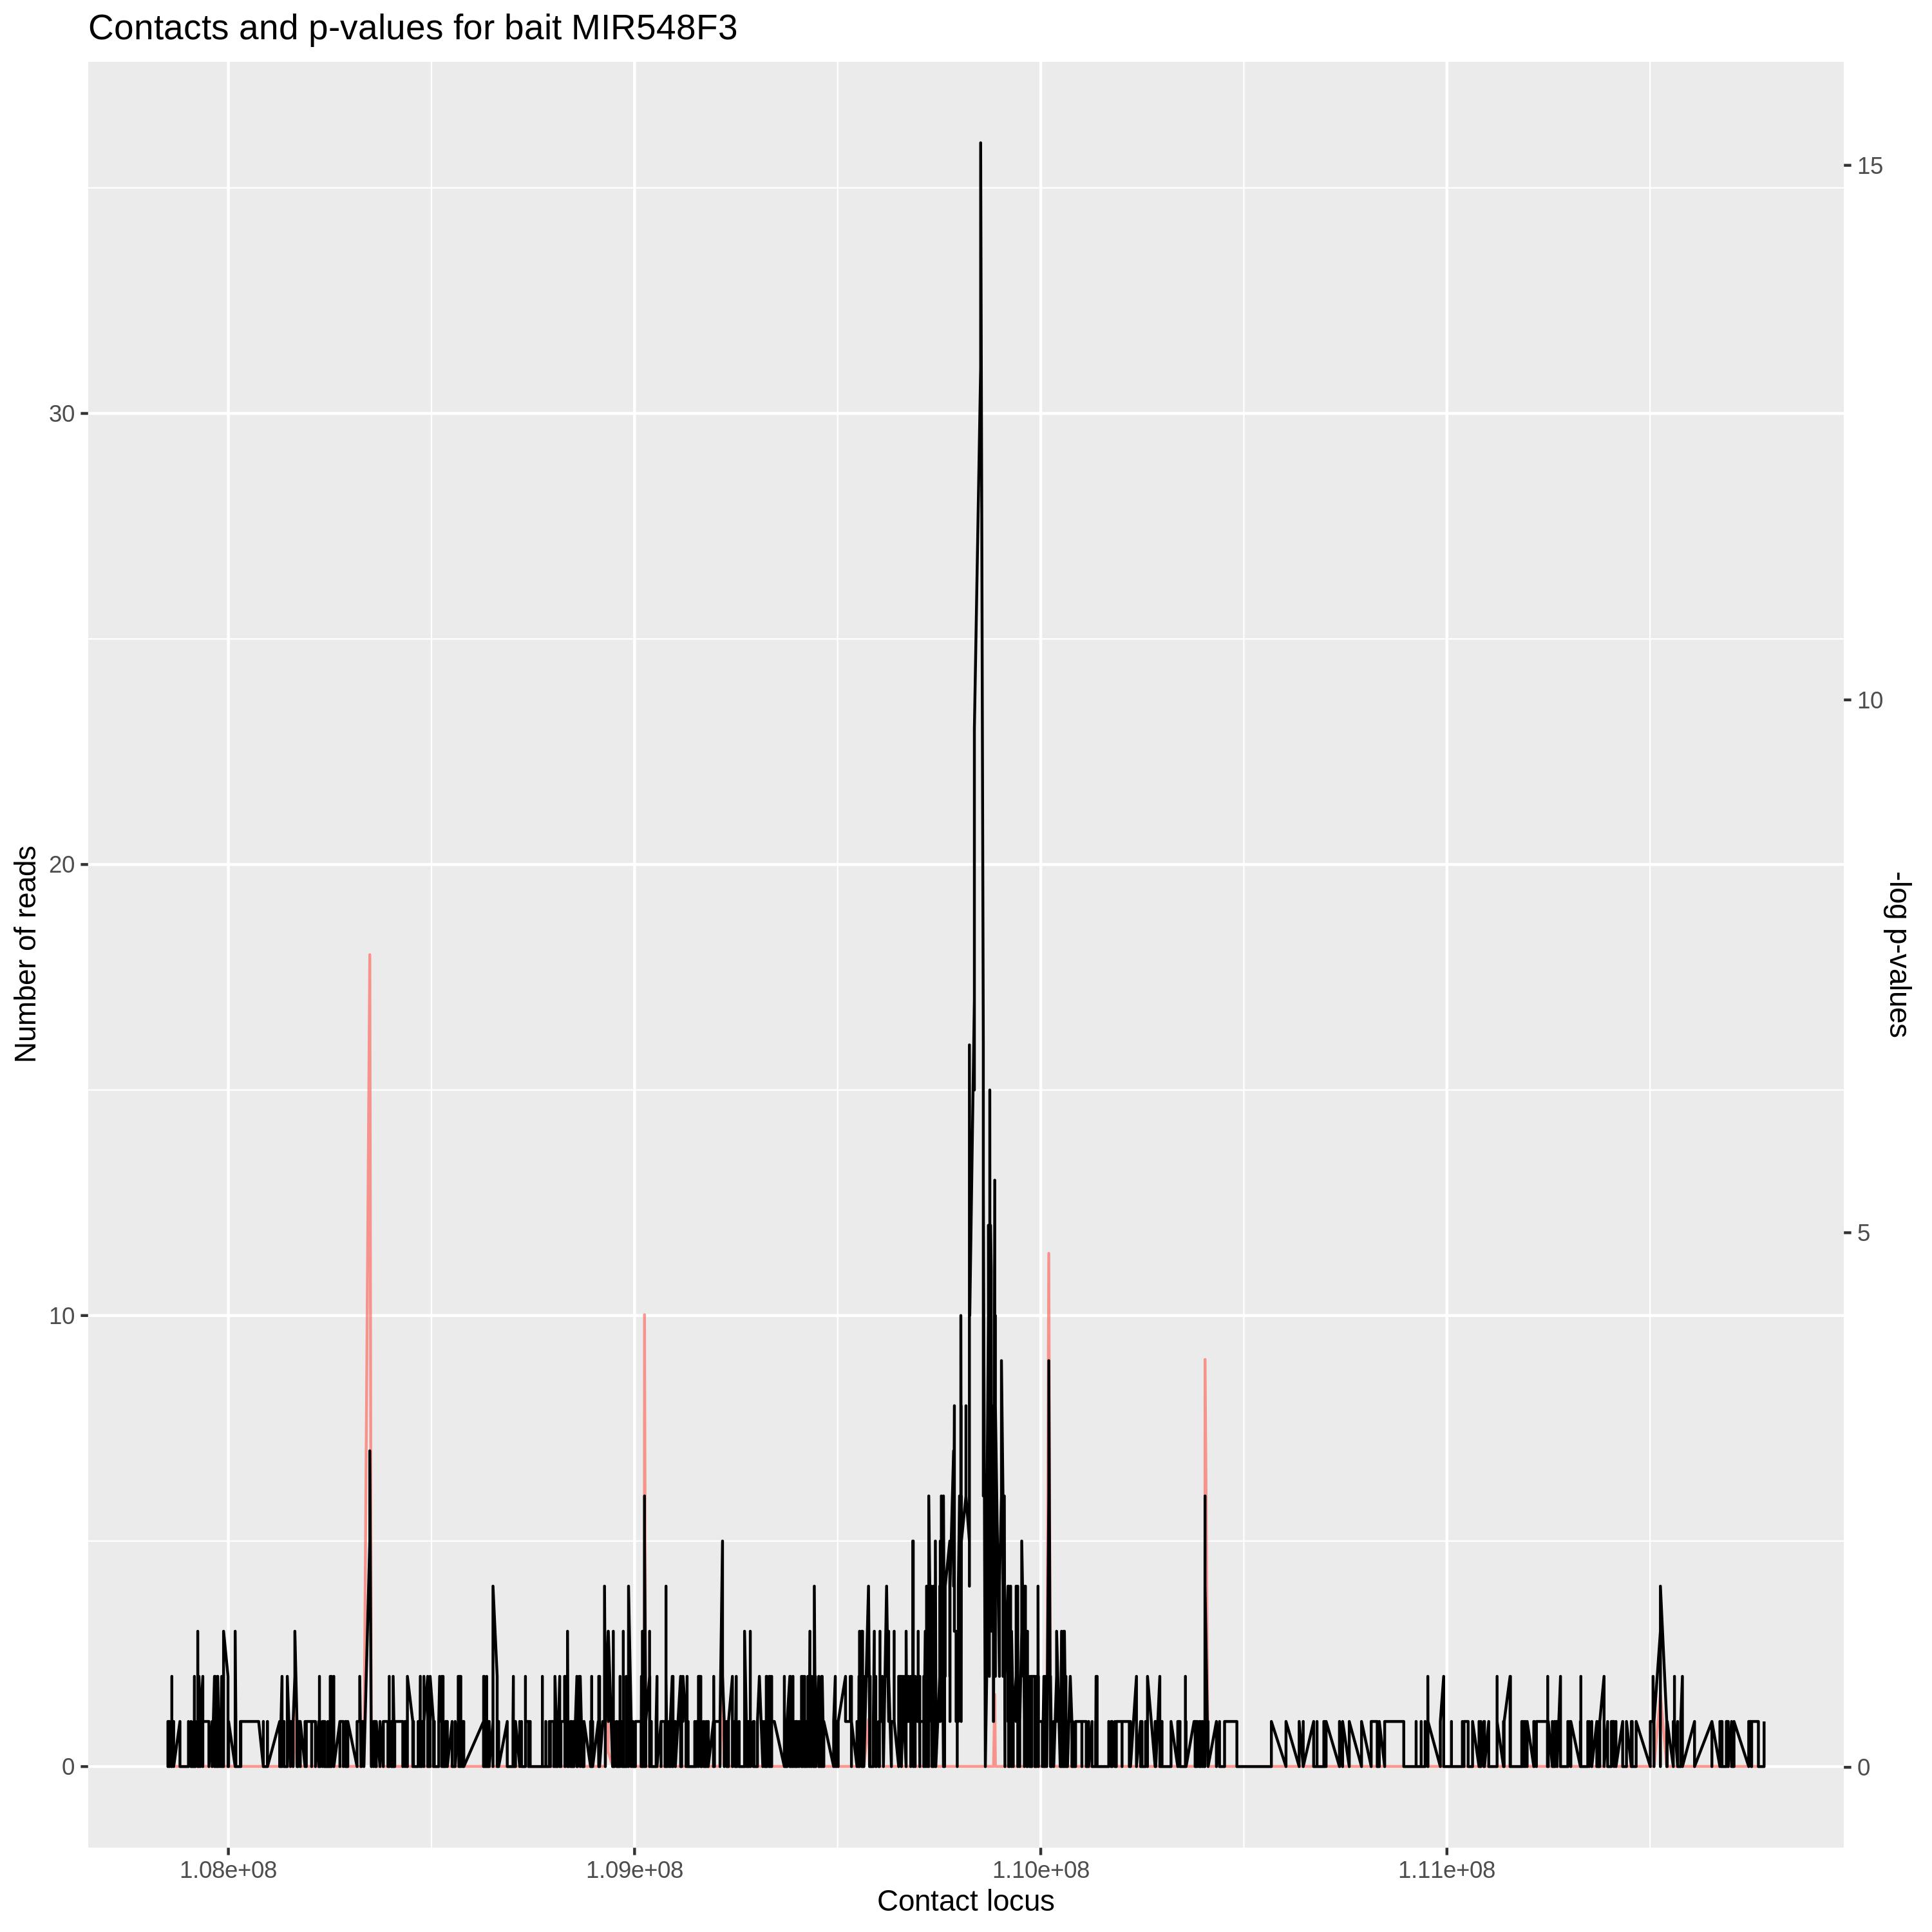 Contacts and p-values for bait MIR548F3
Number of reads
30
20
10
0
15
10
5
0
-log p-values
1.08e+08 1.09e+08 1.10e+08 1.11e+08
Contact locus